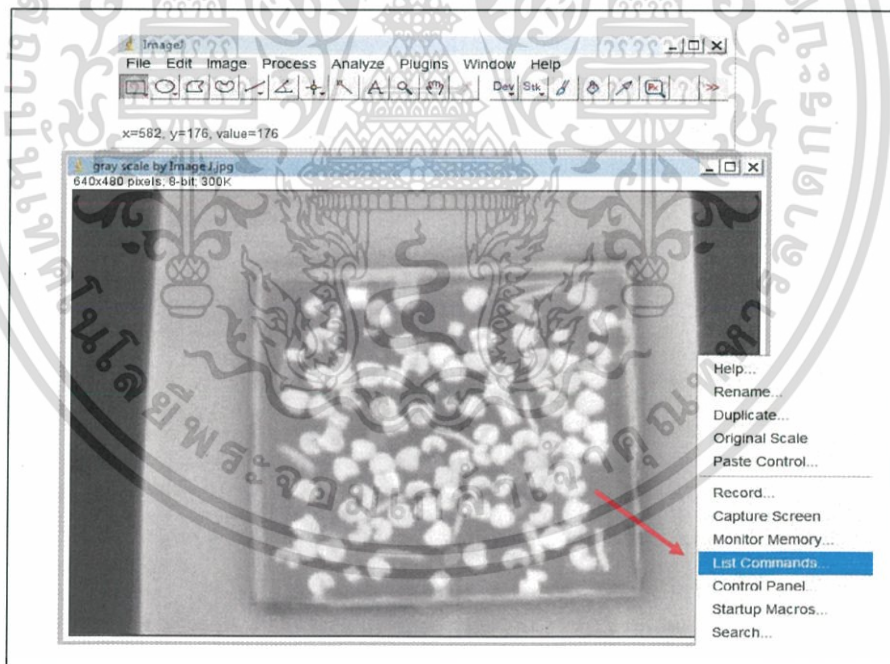 ImageJ
File Edit Image Process Analyze Plugins Window Help
Dev Stk >>
x=582, y=176, value=176
gray scale by ImageJ.jpg
640x480 pixels; 8-bit; 300K
Help...
Rename...
Duplicate...
Original Scale
Paste Control...
Record...
Capture Screen
Monitor Memory...
List Commands...
Control Panel...
Startup Macros...
Search...